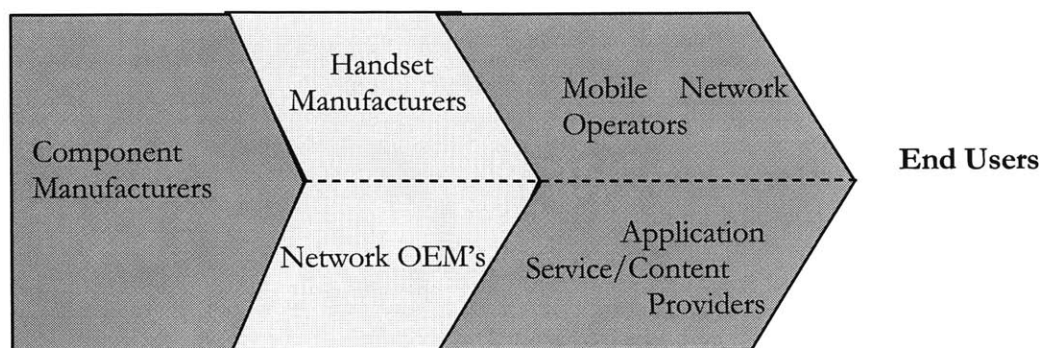 Component
Manufacturers
Handset
Manufacturers
Network OEM's
Mobile Network
Operators
Application
Service/Content
Providers
End Users